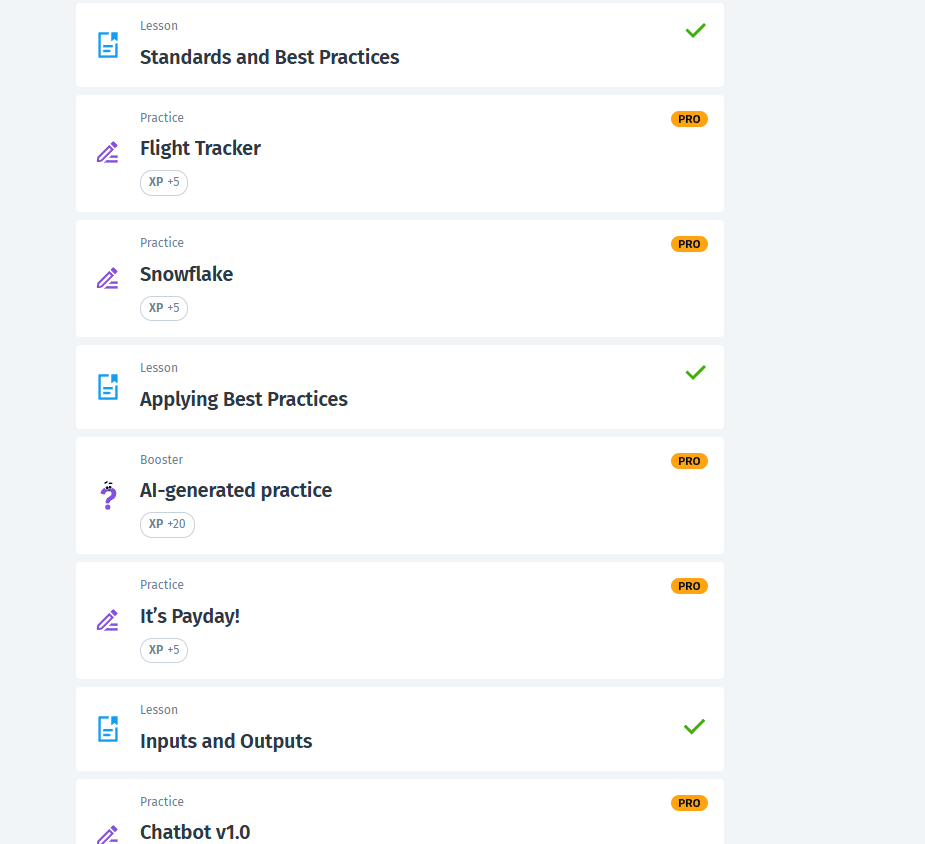 Lesson
Standards and Best Practices
Practice
PRO
Flight Tracker
XP +5
Practice
PRO
Snowflake
XP +5
Lesson
Applying Best Practices
Booster
PRO
AI-generated practice
XP +20
Practice
PRO
It’s Payday!
XP +5
Lesson
Inputs and Outputs
Practice
PRO
Chatbot v1.0